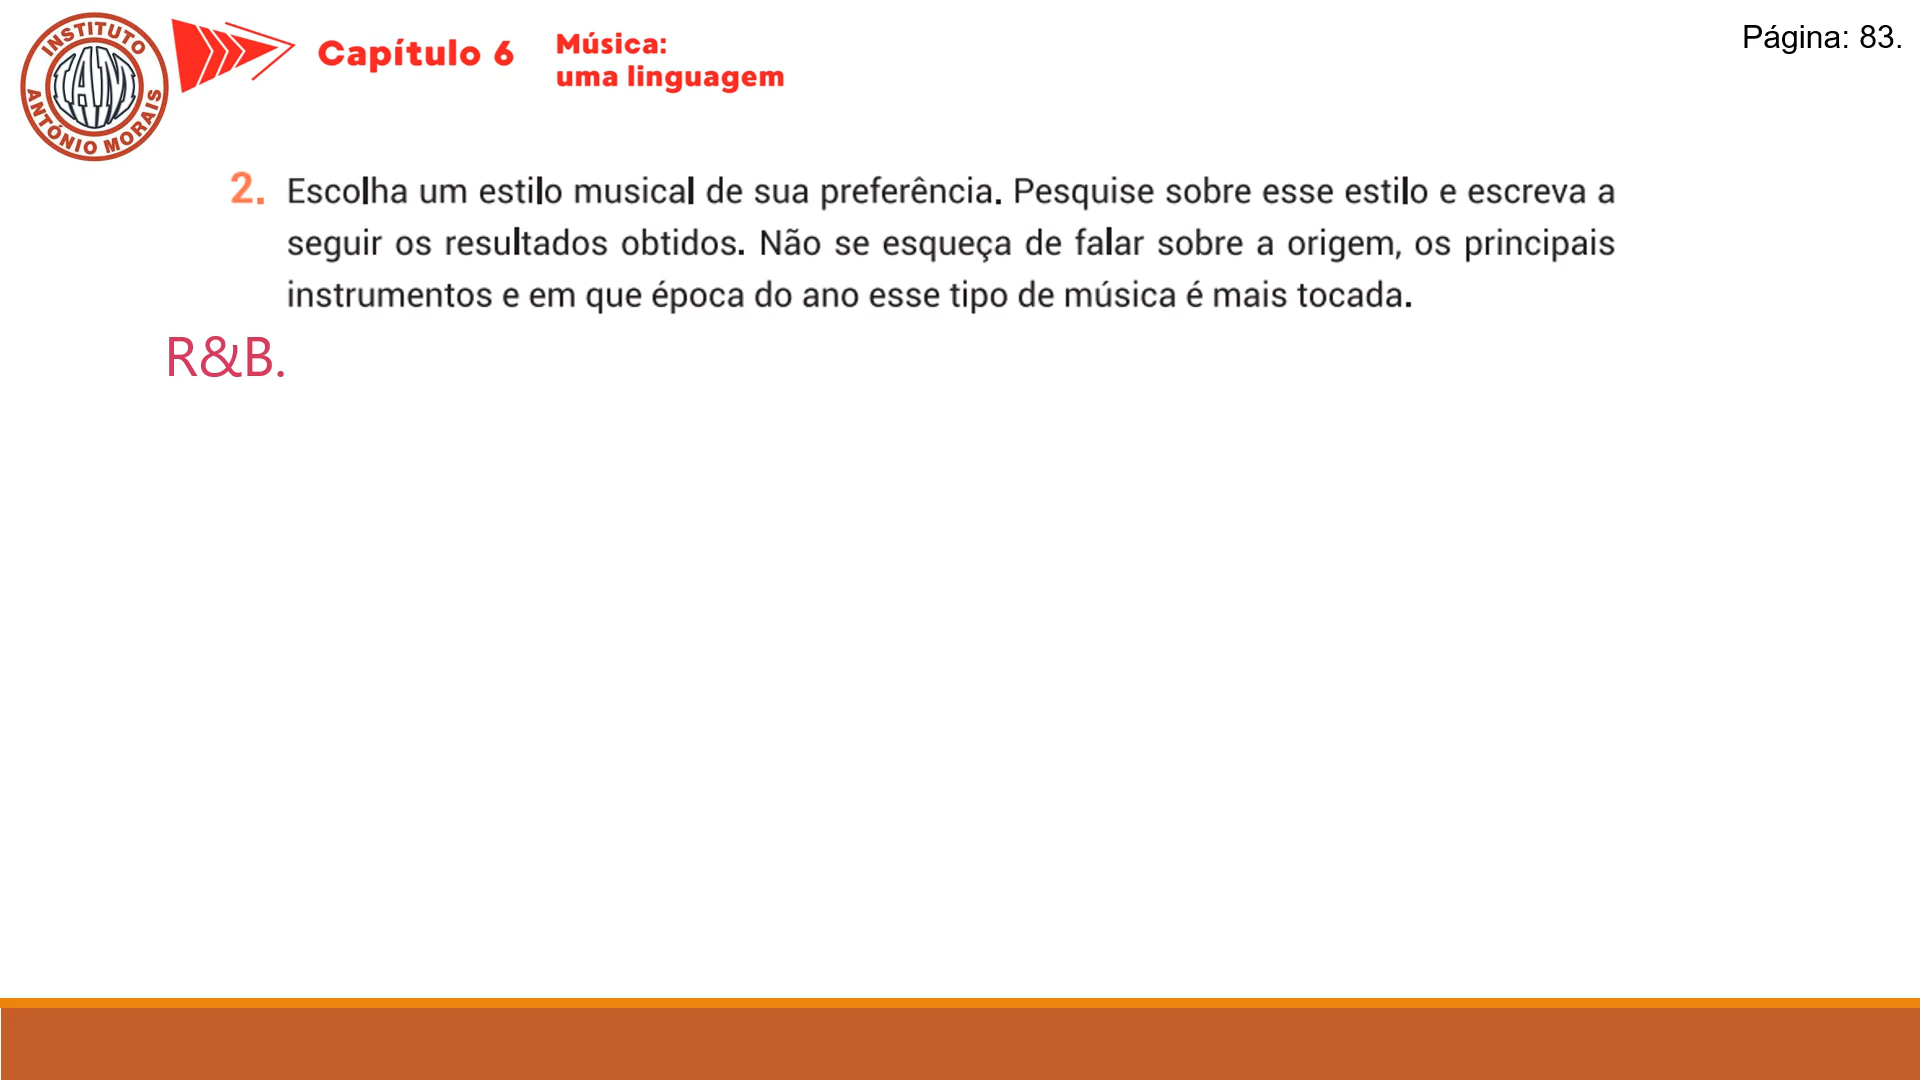 INSTITUTO
IAM
ANTÓNIO MORAIS
Capítulo 6
Música:
uma linguagem
Página: 83.
2. Escolha um estilo musical de sua preferência. Pesquise sobre esse estilo e escreva a
seguir os resultados obtidos. Não se esqueça de falar sobre a origem, os principais
instrumentos e em que época do ano esse tipo de música é mais tocada.
R&B.